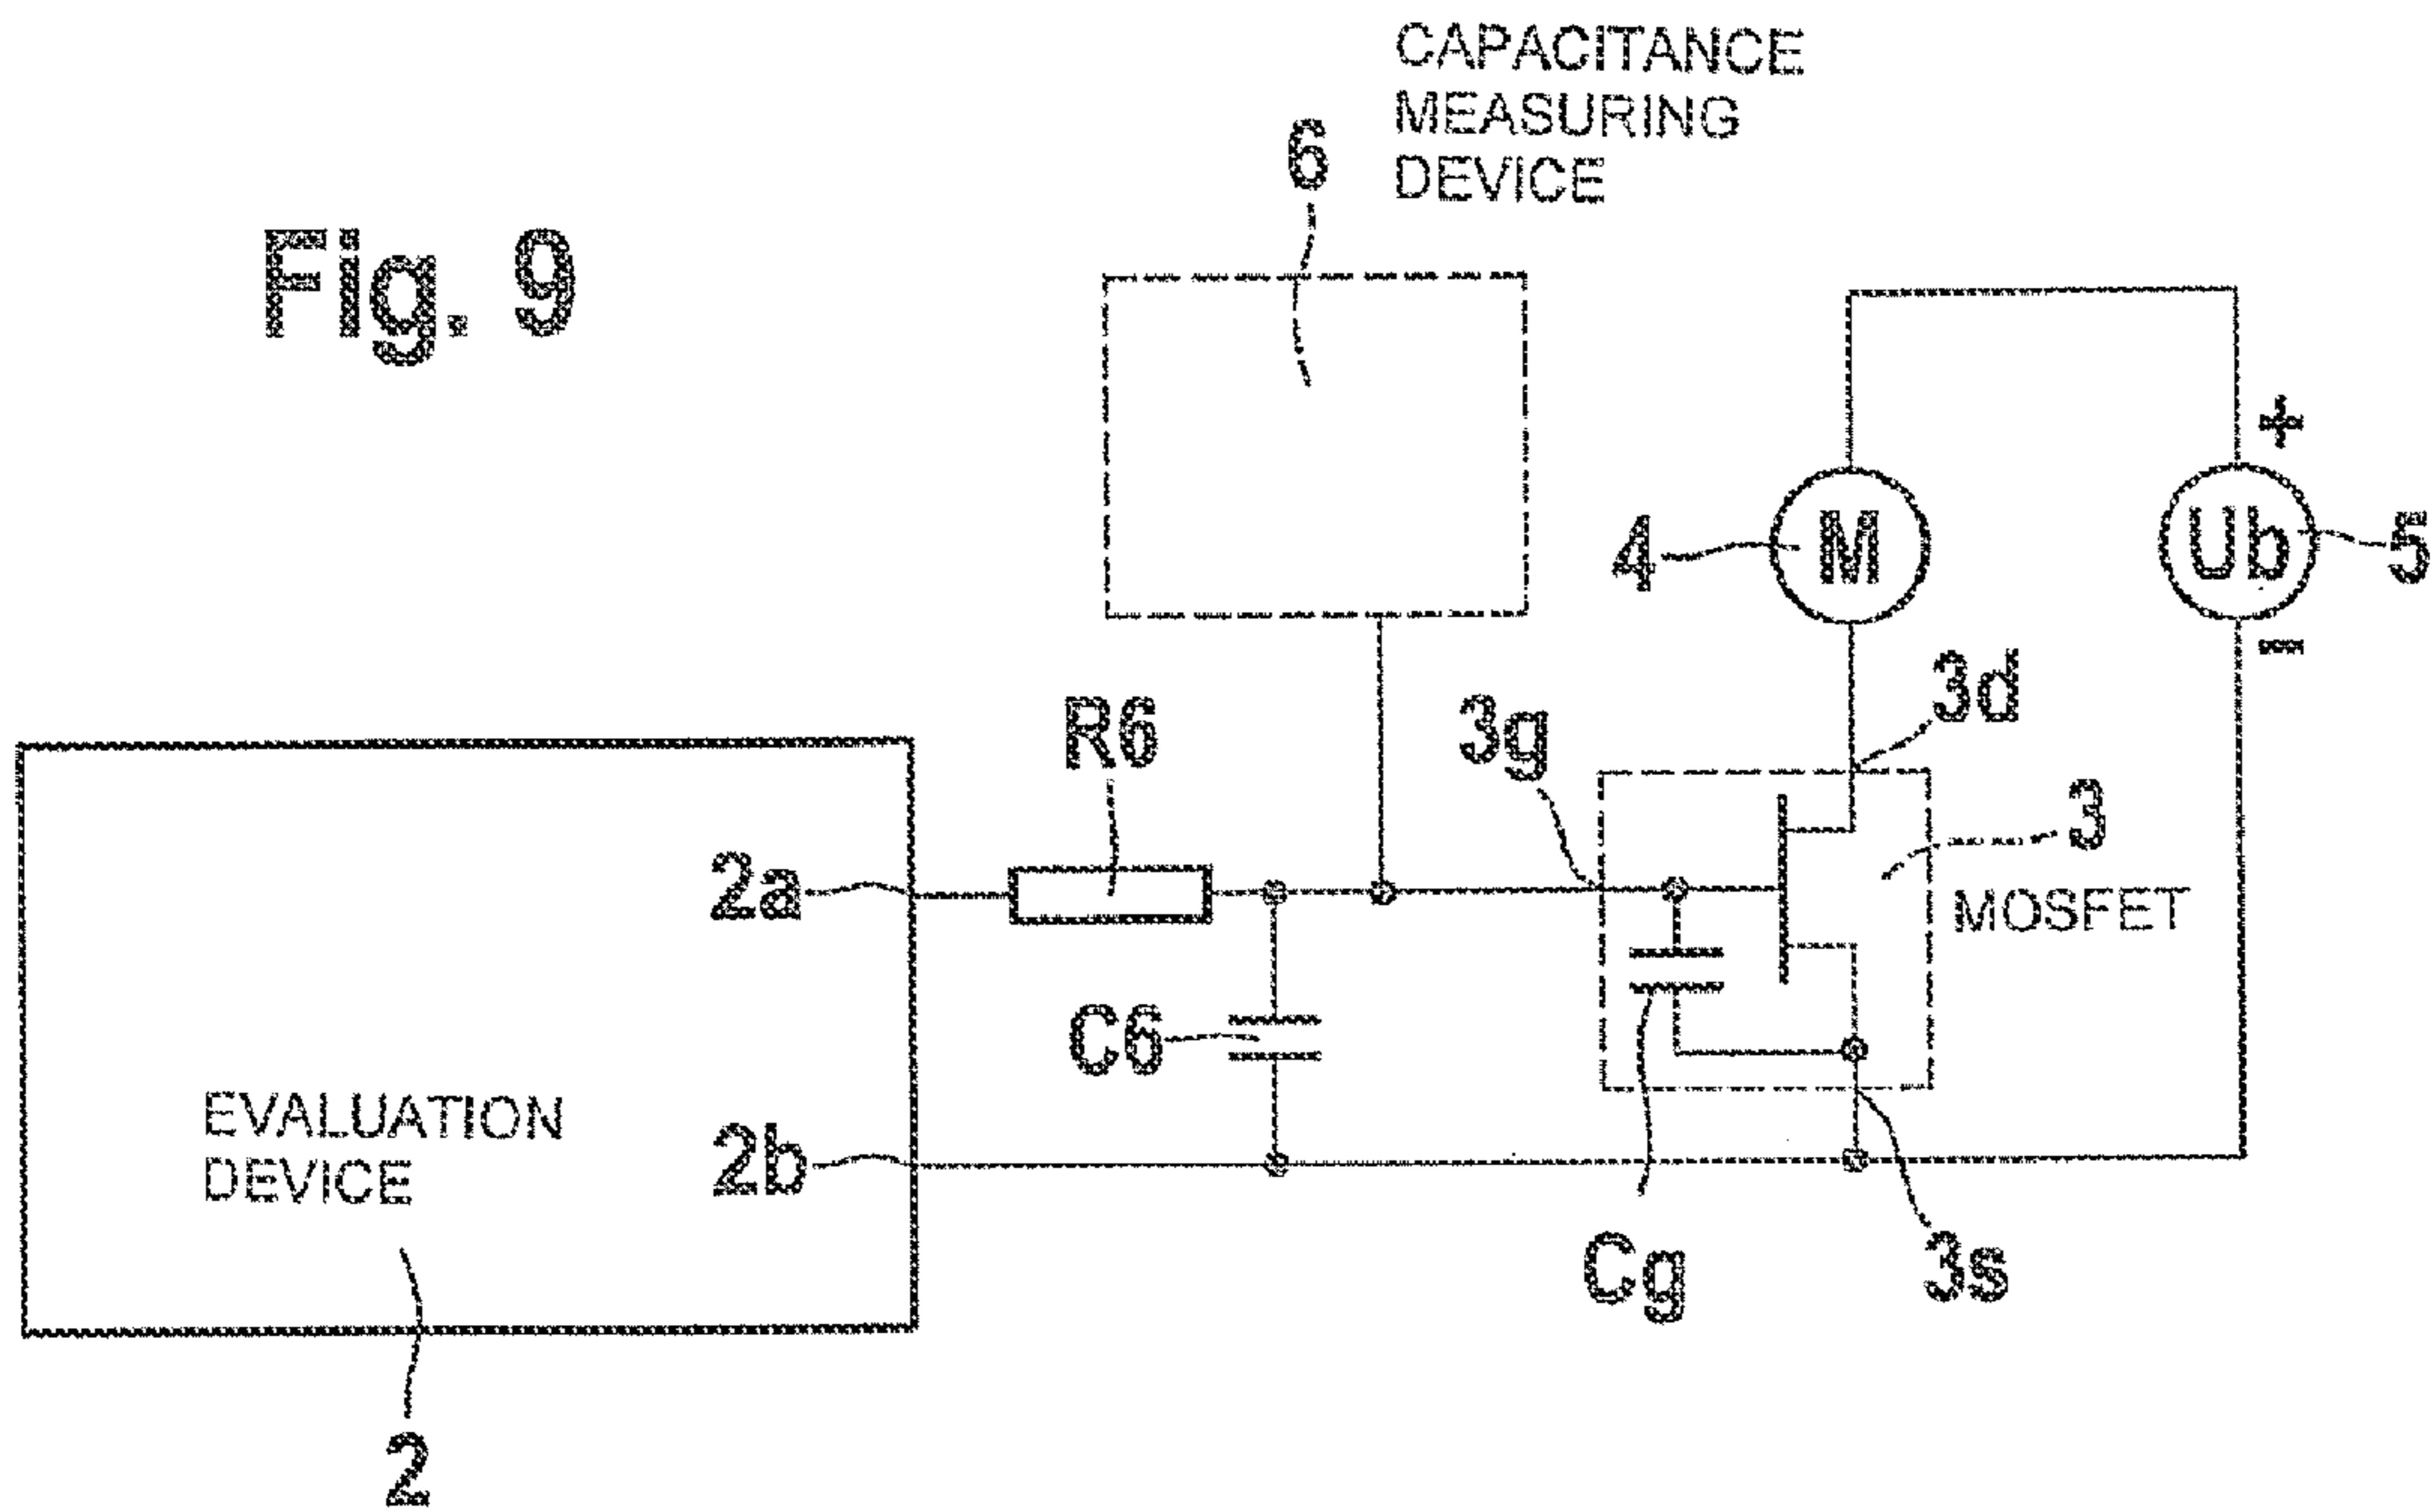 CAPACITANCE
MEASURING
DEVICE
6
Fig. 9
+
4
M
Ub
5
−
3d
R6
3g
3
2a
MOSFET
C6
EVALUATION
DEVICE
2b
Cg
3s
2